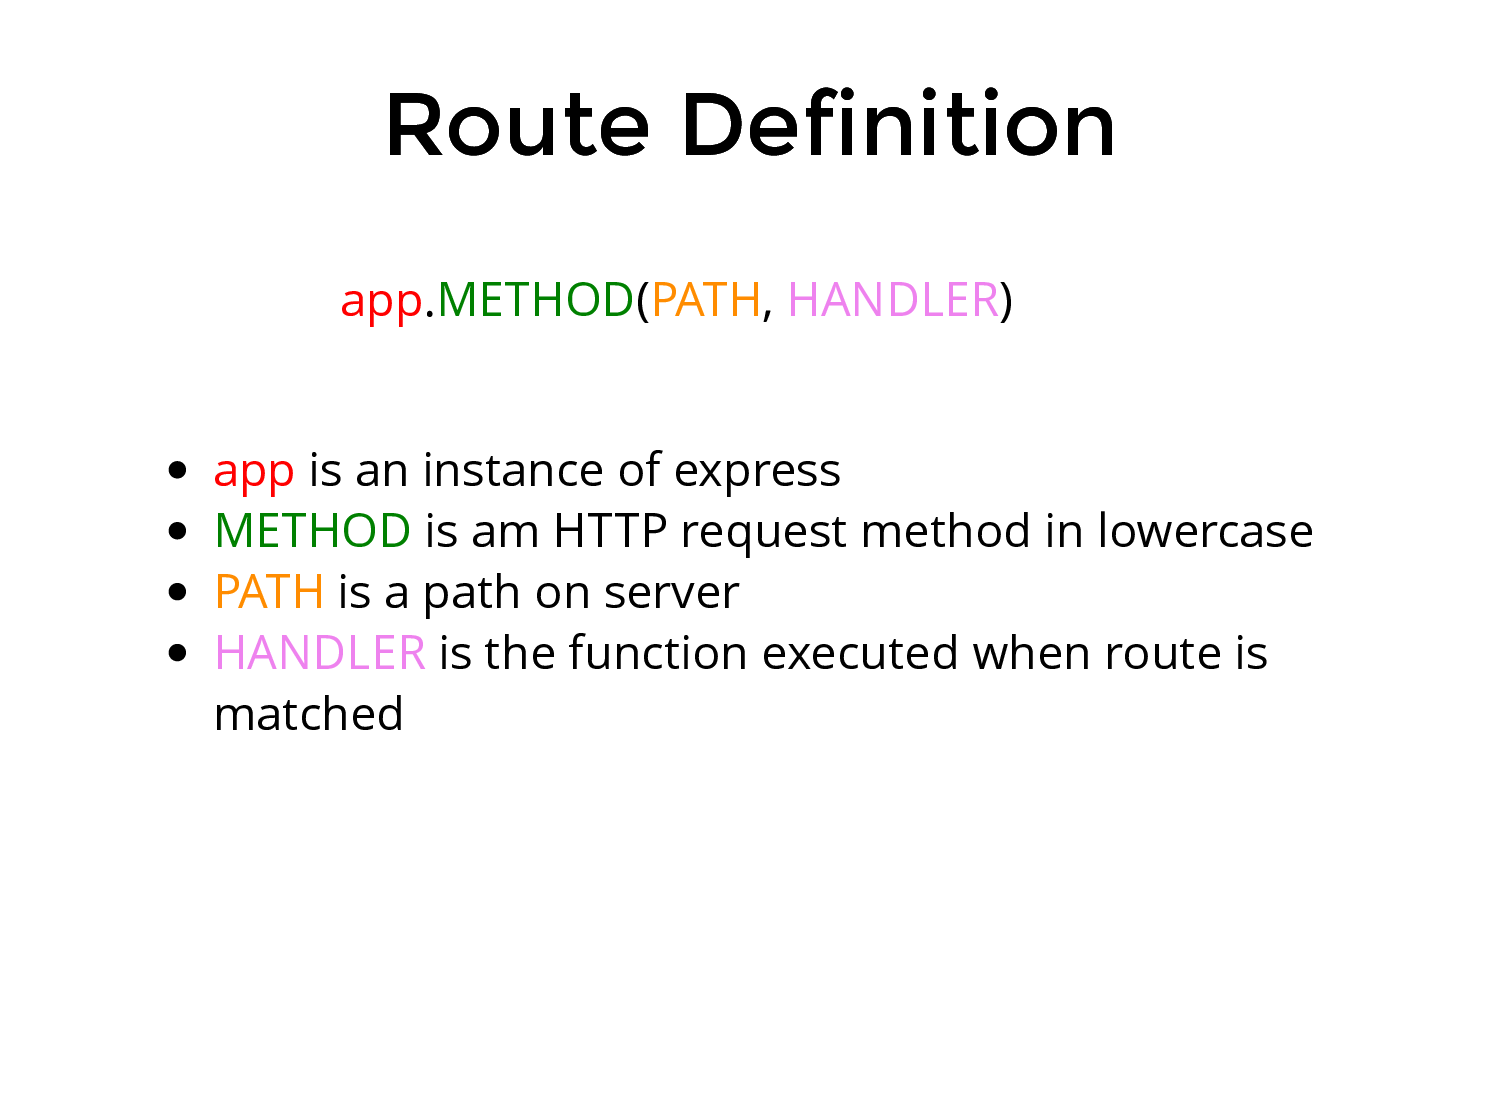 Route Definition
app.METHOD(PATH, HANDLER)
• app is an instance of express
• METHOD is am HTTP request method in lowercase
• PATH is a path on server
• HANDLER is the function executed when route is
matched